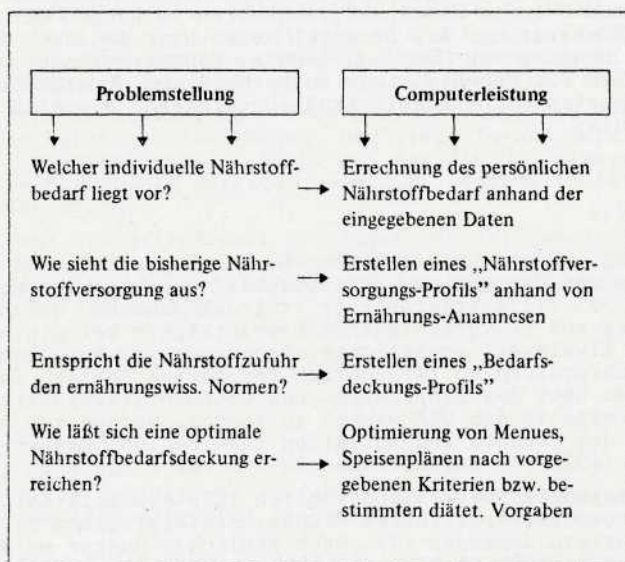 Problemstellung
Computerleistung
Welcher individuelle Nährstoff-
bedarf liegt vor?
Errechnung des persönlichen
Nährstoffbedarf anhand der
eingegebenen Daten
Wie sieht die bisherige Nähr-
stoffversorgung aus?
Erstellen eines „Nährstoffver-
sorgungs-Profils” anhand von
Ernährungs-Anamnesen
Entspricht die Nährstoffzufuhr
den ernährungswiss. Normen?
Erstellen eines „Bedarfs-
deckungs-Profils”
Wie läßt sich eine optimale
Nährstoffbedarfsdeckung er-
reichen?
Optimierung von Menues,
Speisenplänen nach vorge-
gebenen Kriterien bzw. be-
stimmten diätet. Vorgaben